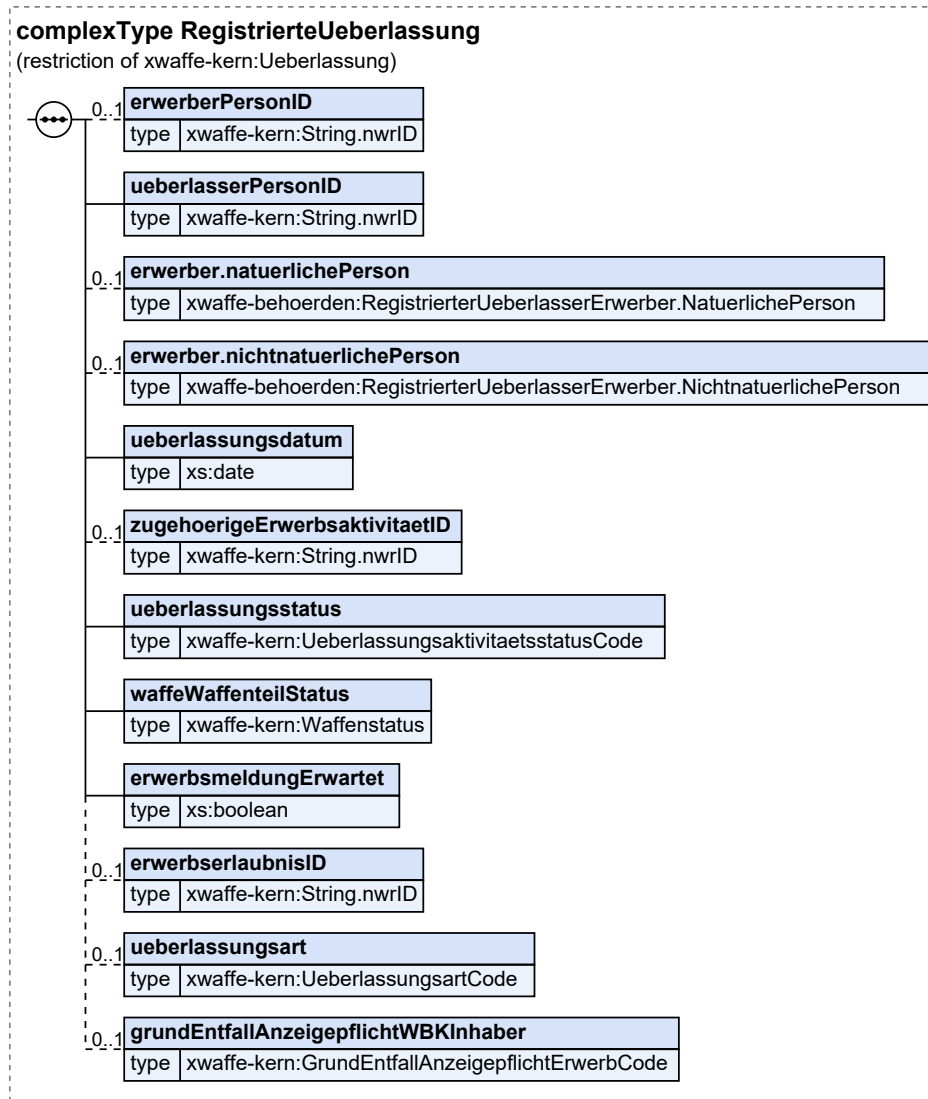 complexType RegistrierteUeberlassung
(restriction of xwaffe-kern:Ueberlassung)
0..1 erwerberPersonID
type xwaffe-kern:String.nwrID
ueberlasserPersonID
type xwaffe-kern:String.nwrID
0..1 erwerber.natuerlichePerson
type xwaffe-behoerden:RegistrierterUeberlasserErwerber.NatuerlichePerson
0..1 erwerber.nichtnatuerlichePerson
type xwaffe-behoerden:RegistrierterUeberlasserErwerber.NichtnatuerlichePerson
ueberlassungsdatum
type xs:date
0..1 zugehoerigeErwerbsaktivitaetID
type xwaffe-kern:String.nwrID
ueberlassungsstatus
type xwaffe-kern:UeberlassungsaktivitaetsstatusCode
waffeWaffenteilStatus
type xwaffe-kern:Waffenstatus
erwerbsmeldungErwartet
type xs:boolean
0..1 erwerbserlaubnisID
type xwaffe-kern:String.nwrID
0..1 ueberlassungsart
type xwaffe-kern:UeberlassungsartCode
0..1 grundEntfallAnzeigepflichtWBKInhaber
type xwaffe-kern:GrundEntfallAnzeigepflichtErwerbCode